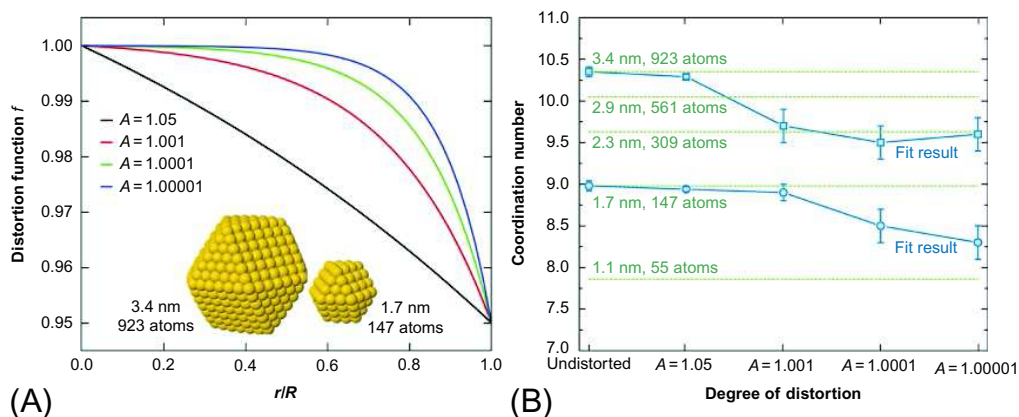 1.00
0.99
0.98
0.97
0.96
0.95
Distortion function f
A = 1.05
A = 1.001
A = 1.0001
A = 1.00001
3.4 nm
923 atoms
1.7 nm
147 atoms
0.0 0.2 0.4 0.6 0.8 1.0
r/R
(A)
11.0
10.5
10.0
9.5
9.0
8.5
8.0
7.5
7.0
Coordination number
3.4 nm, 923 atoms
2.9 nm, 561 atoms
2.3 nm, 309 atoms
Fit result
1.7 nm, 147 atoms
Fit result
1.1 nm, 55 atoms
Undistorted A = 1.05 A = 1.001 A = 1.0001 A = 1.00001
Degree of distortion
(B)